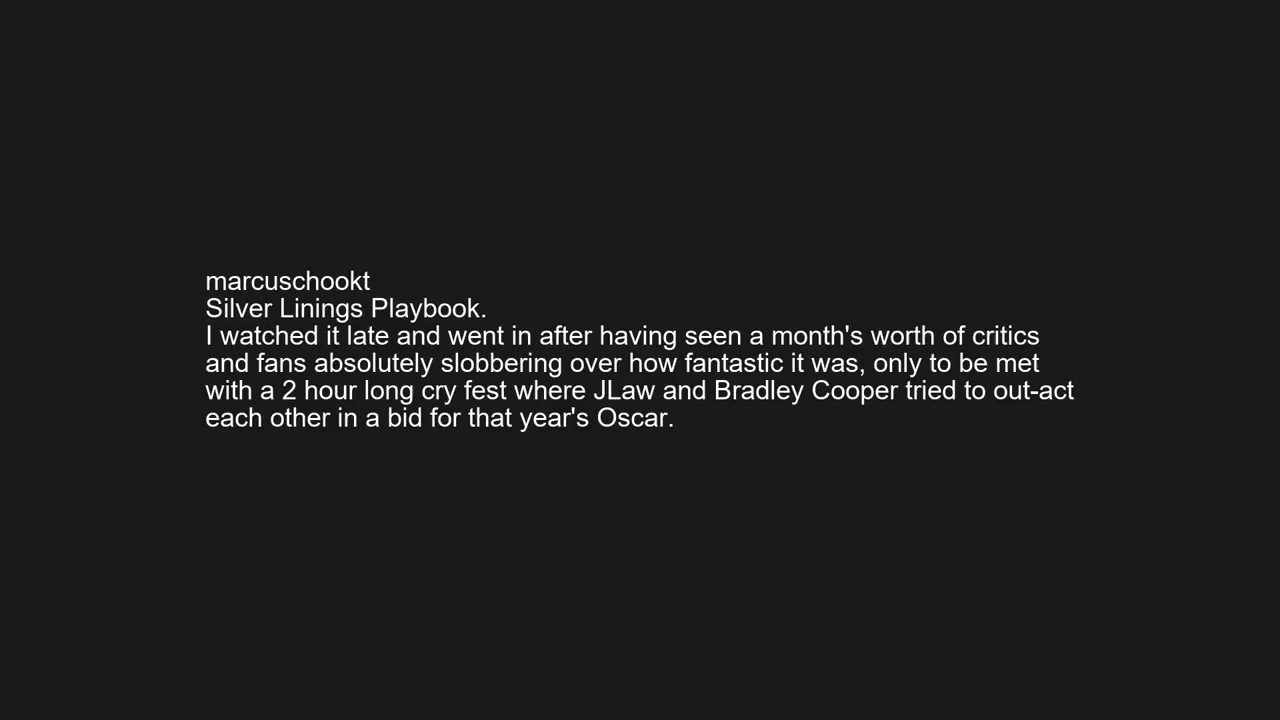 marcuschookt
Silver Linings Playbook.
I watched it late and went in after having seen a month's worth of critics
and fans absolutely slobbering over how fantastic it was, only to be met
with a 2 hour long cry fest where JLaw and Bradley Cooper tried to out-act
each other in a bid for that year's Oscar.